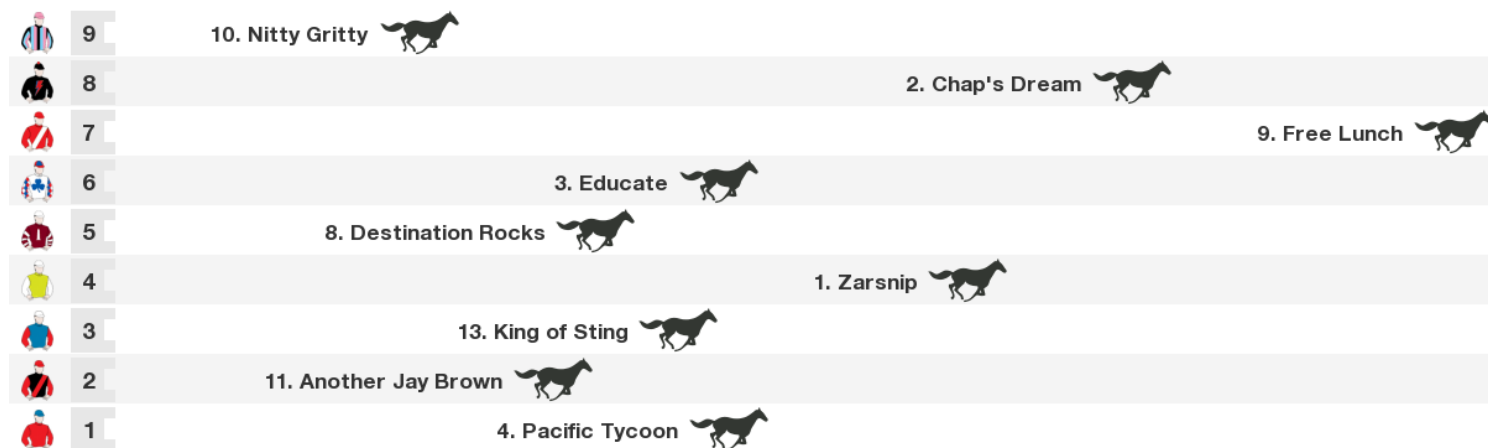 9 10. Nitty Gritty
8 2. Chap's Dream
7 9. Free Lunch
6 3. Educate
5 1 8. Destination Rocks
4 1. Zarsnip
3 13. King of Sting
2 11. Another Jay Brown
1 4. Pacific Tycoon